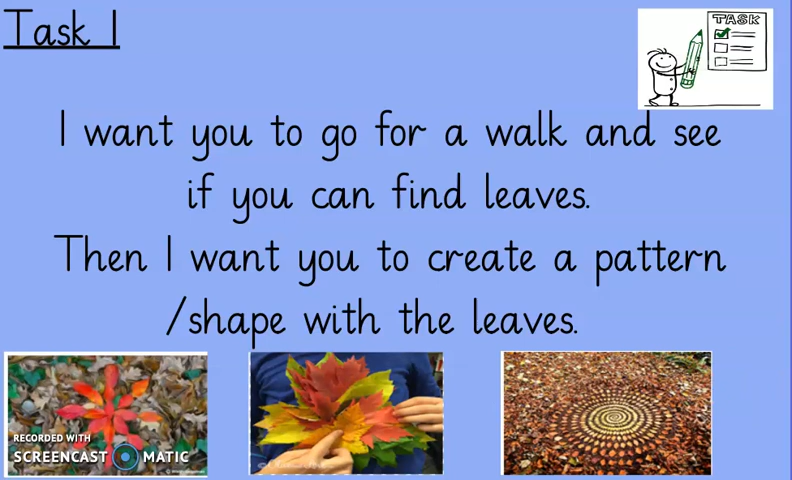 Task 1
TASK
I want you to go for a walk and see
if you can find leaves.
Then I want you to create a pattern
/shape with the leaves.
RECORDED WITH
SCREENCAST MATIC